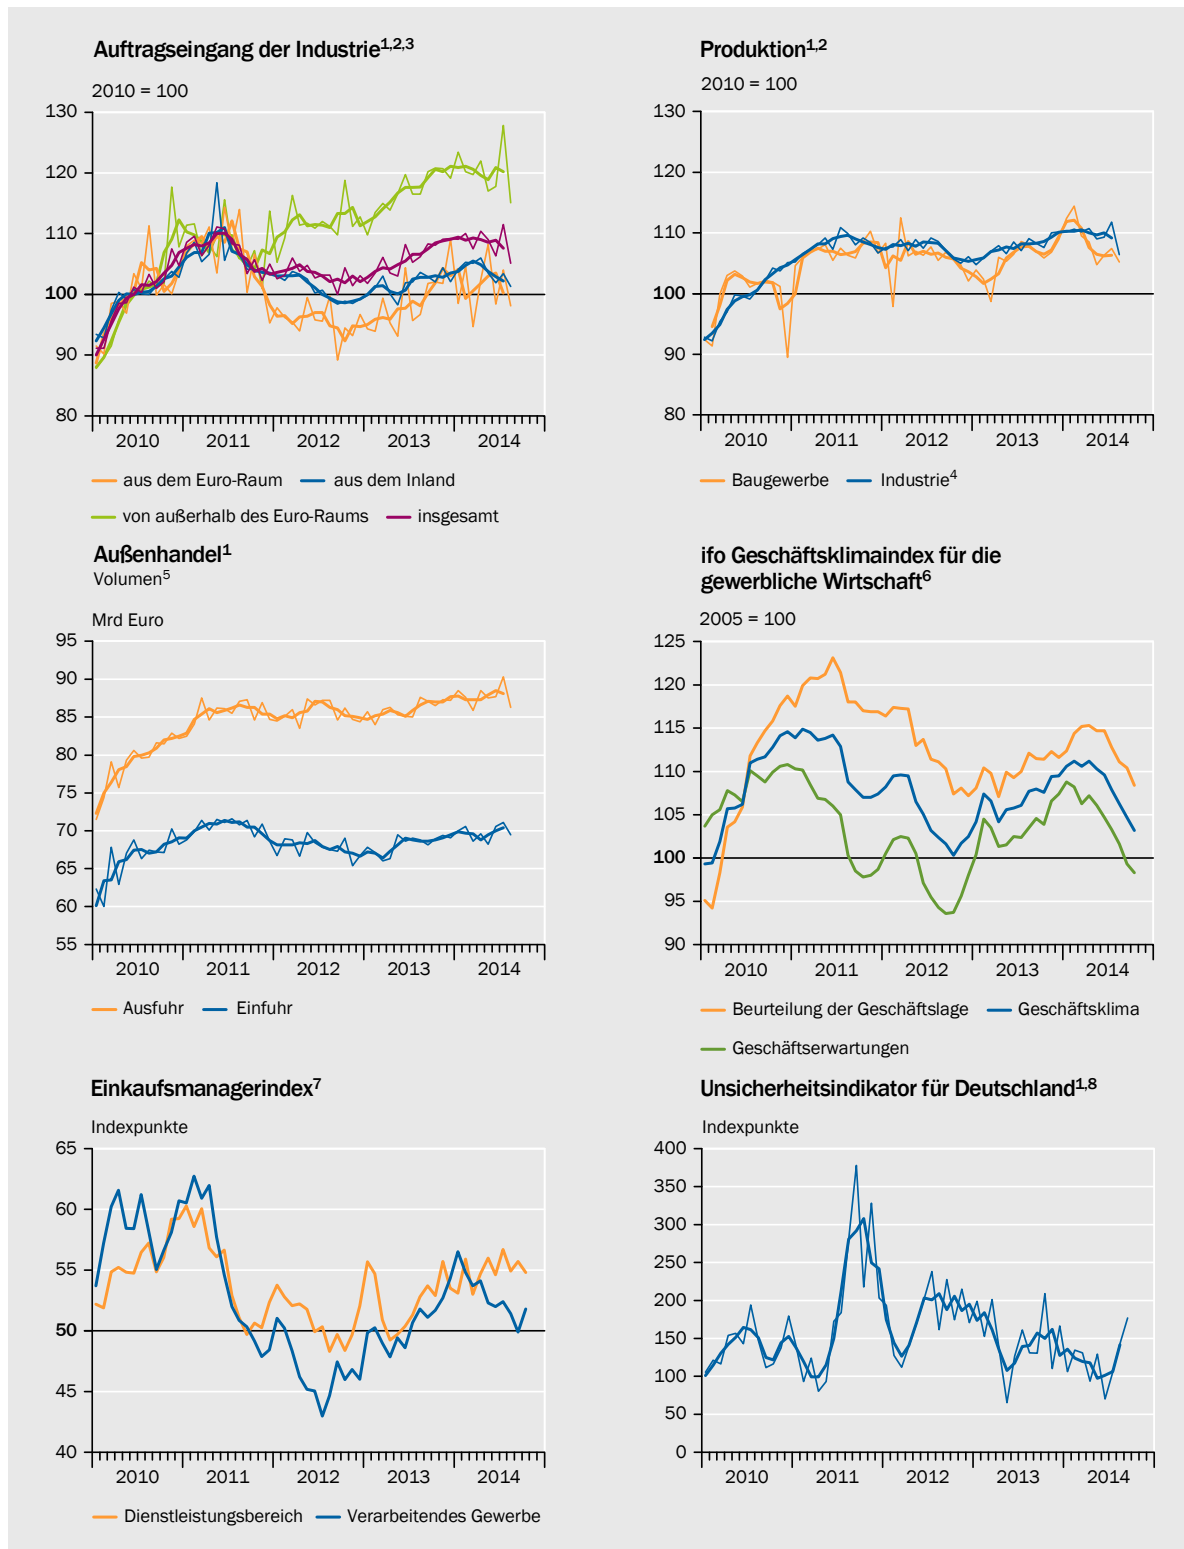 Auftragseingang der Industrie1,2,3
2010 = 100
130
120
110
100
90
80
2010 2011 2012 2013 2014
aus dem Euro-Raum aus dem Inland
von außerhalb des Euro-Raums insgesamt
Produktion1,2
2010 = 100
130
120
110
100
90
80
2010 2011 2012 2013 2014
Baugewerbe Industrie4
Außenhandel1
Volumen5
Mrd Euro
95
90
85
80
75
70
65
60
55
2010 2011 2012 2013 2014
Ausfuhr Einfuhr
ifo Geschäftsklimaindex für die
gewerbliche Wirtschaft6
2005 = 100
125
120
115
110
105
100
95
90
2010 2011 2012 2013 2014
Beurteilung der Geschäftslage Geschäftsklima
Geschäftserwartungen
Einkaufsmanagerindex7
Indexpunkte
65
60
55
50
45
40
2010 2011 2012 2013 2014
Dienstleistungsbereich Verarbeitendes Gewerbe
Unsicherheitsindikator für Deutschland1,8
Indexpunkte
400
350
300
250
200
150
100
50
0
2010 2011 2012 2013 2014